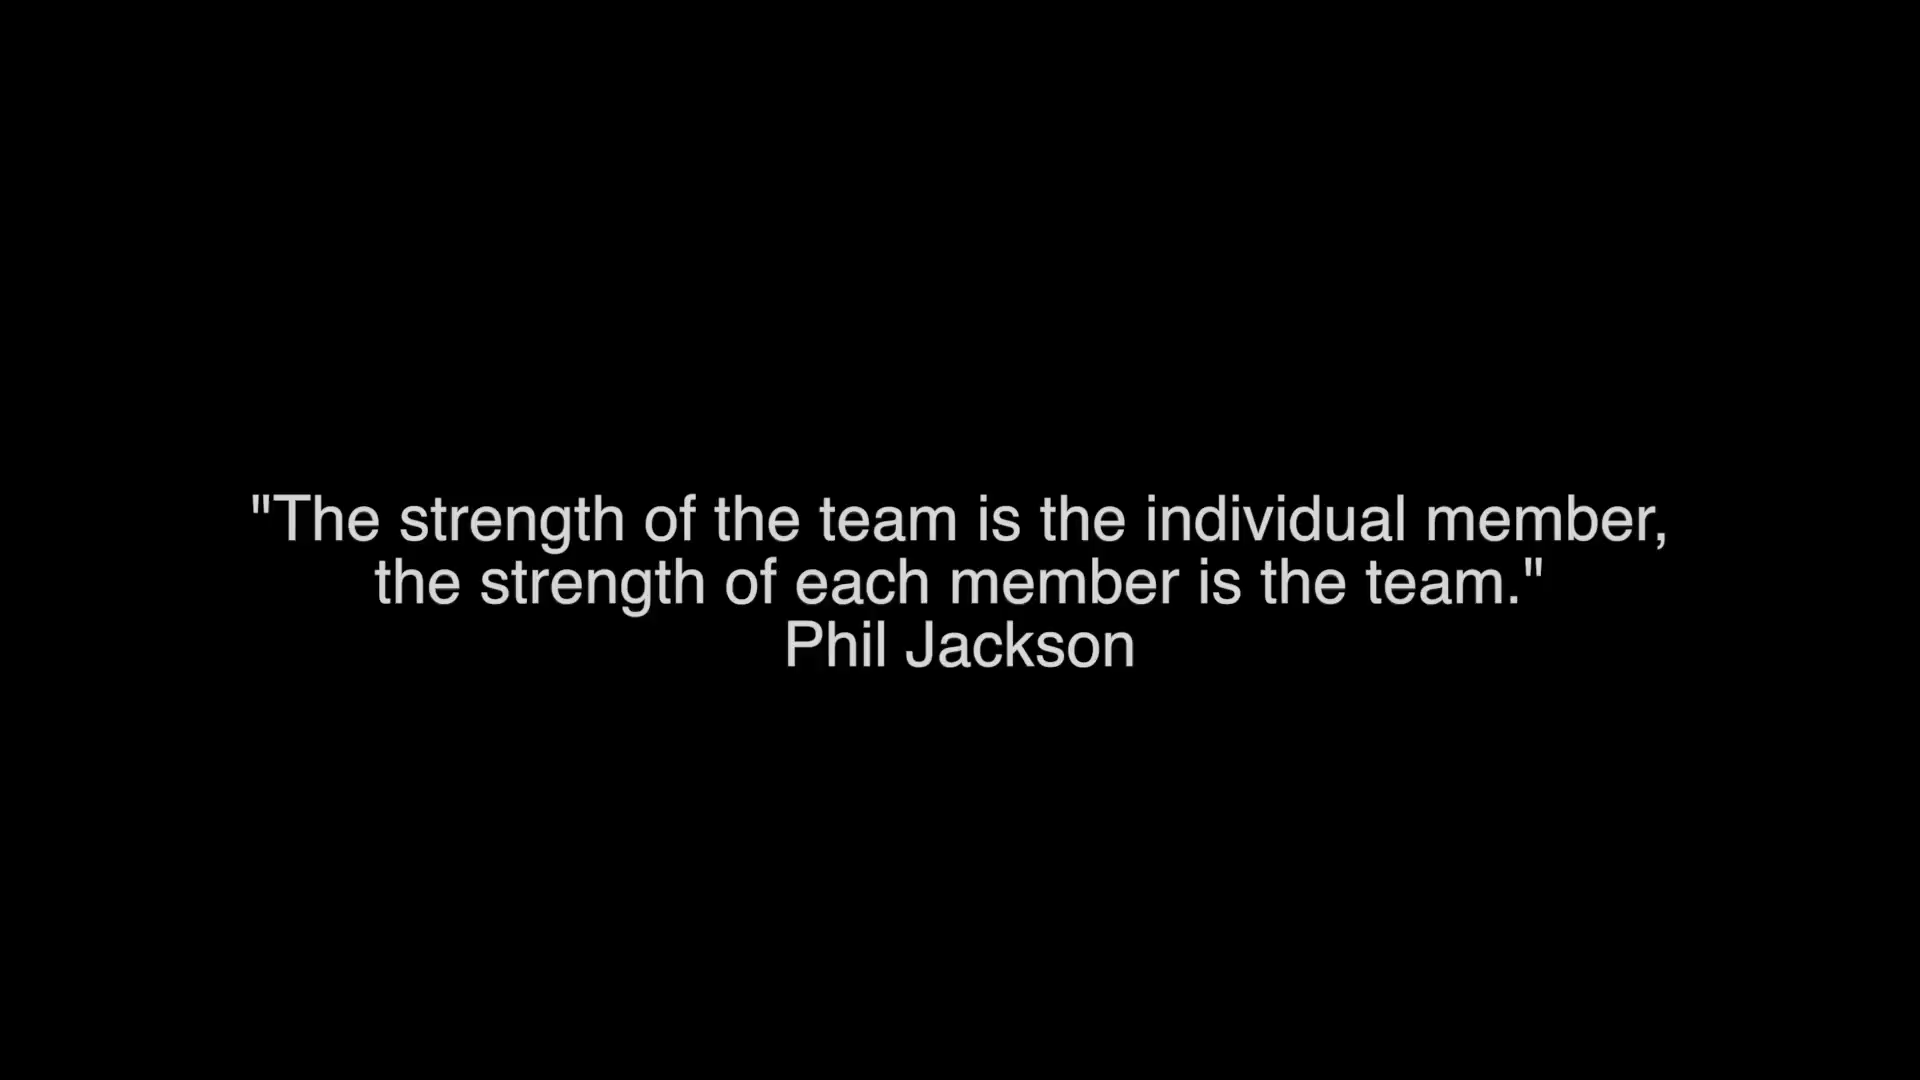 "The strength of the team is the individual member,
the strength of each member is the team."
Phil Jackson